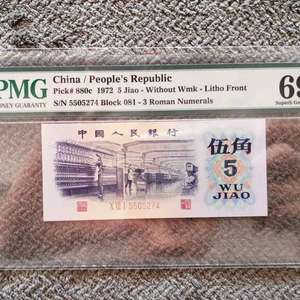 PMG
China / People's Republic
69
Pick# 880c 1972 5 Jiao - Without Wmk - Litho Front
S/N 5505274 Block 081 - 3 Roman Numerals
中国人民银行
伍角
5
WU
JIAO
5505274